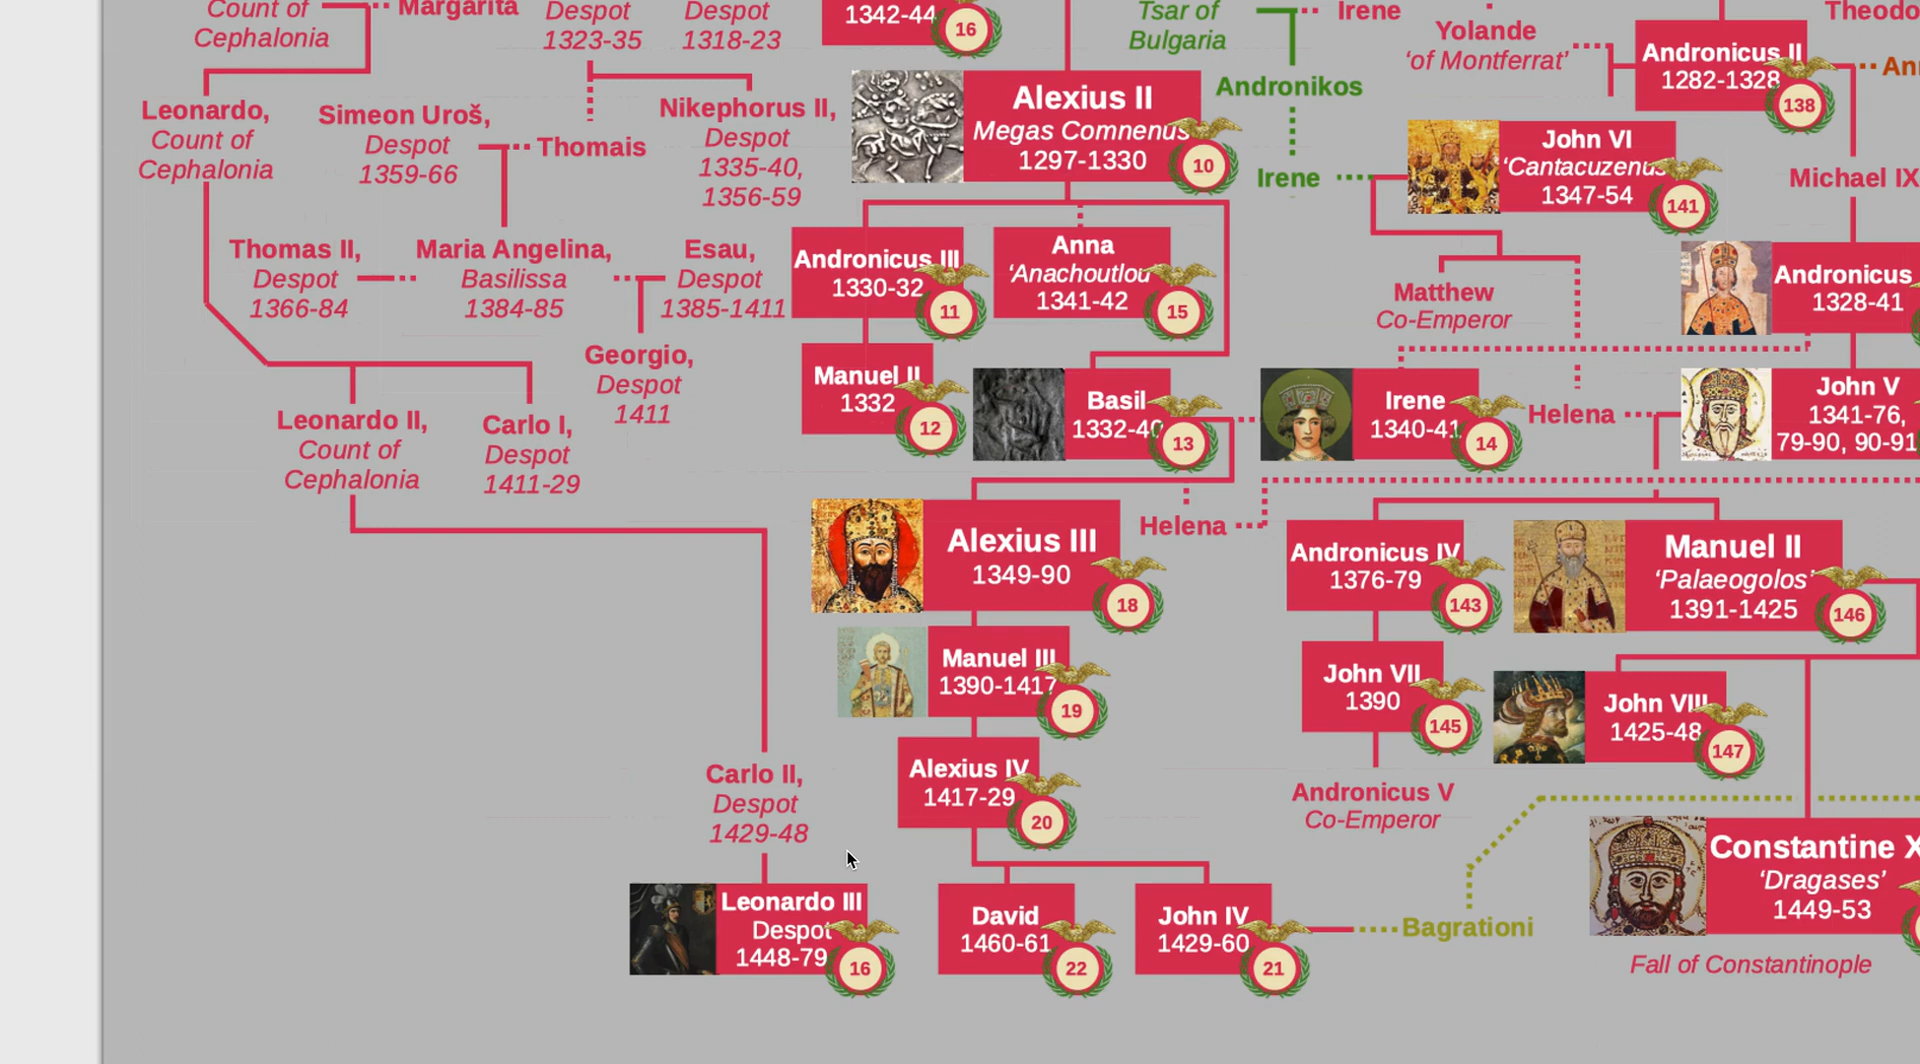 Count of
Cephalonia
Margarita
Despot
1323-35
Despot
1318-23
1342-44
16
Tsar of
Bulgaria
Irene
Yolande
‘of Montferrat’
Andronicus II
1282-1328
138
Leonardo,
Count of
Cephalonia
Simeon Uroš,
Despot
1359-66
Thomais
Nikephorus II,
Despot
1335-40,
1356-59
Alexius II
Megas Comnenus
1297-1330
10
Andronikos
Irene
John VI
‘Cantacuzenus
1347-54
141
Michael IX
Thomas II,
Despot
1366-84
Maria Angelina,
Basilissa
1384-85
Esau,
Despot
1385-1411
Andronicus III
1330-32
11
Anna
‘Anachoutlou
1341-42
15
Matthew
Co-Emperor
Andronicus
1328-41
Georgio,
Despot
1411
Manuel II
1332
12
Basil
1332-40
13
Irene
1340-41
14
Helena
John V
1341-76,
79-90, 90-91
Leonardo II,
Count of
Cephalonia
Carlo I,
Despot
1411-29
Alexius III
1349-90
18
Helena
Andronicus IV
1376-79
143
Manuel II
‘Palaeogolos’
1391-1425
146
Manuel III
1390-1417
19
John VII
1390
145
John VIII
1425-48
147
Carlo II,
Despot
1429-48
Alexius IV
1417-29
20
Andronicus V
Co-Emperor
Constantine X
‘Dragases’
1449-53
Leonardo III
Despot
1448-79
16
David
1460-61
22
John IV
1429-60
21
Bagrationi
Fall of Constantinople